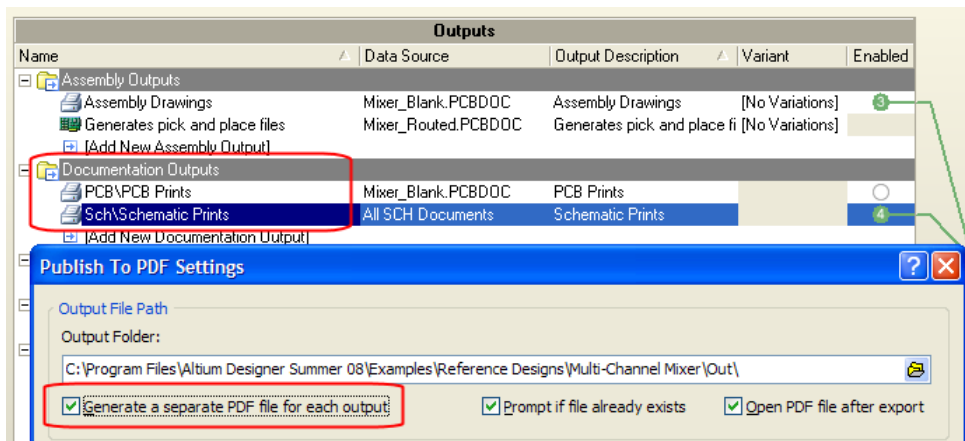 Outputs
Name Data Source Output Description Variant Enabled
Assembly Outputs
Assembly Drawings Mixer_Blank.PCBDOC Assembly Drawings [No Variations] 3
Generates pick and place files Mixer_Routed.PCBDOC Generates pick and place fi [No Variations]
[Add New Assembly Output]
Documentation Outputs
PCB\PCB Prints Mixer_Blank.PCBDOC PCB Prints
Sch\Schematic Prints All SCH Documents Schematic Prints 4
[Add New Documentation Output]
Publish To PDF Settings
Output File Path
Output Folder:
C:\Program Files\Altium Designer Summer 08\Examples\Reference Designs\Multi-Channel Mixer\Out\
Generate a separate PDF file for each output Prompt if file already exists Open PDF file after export